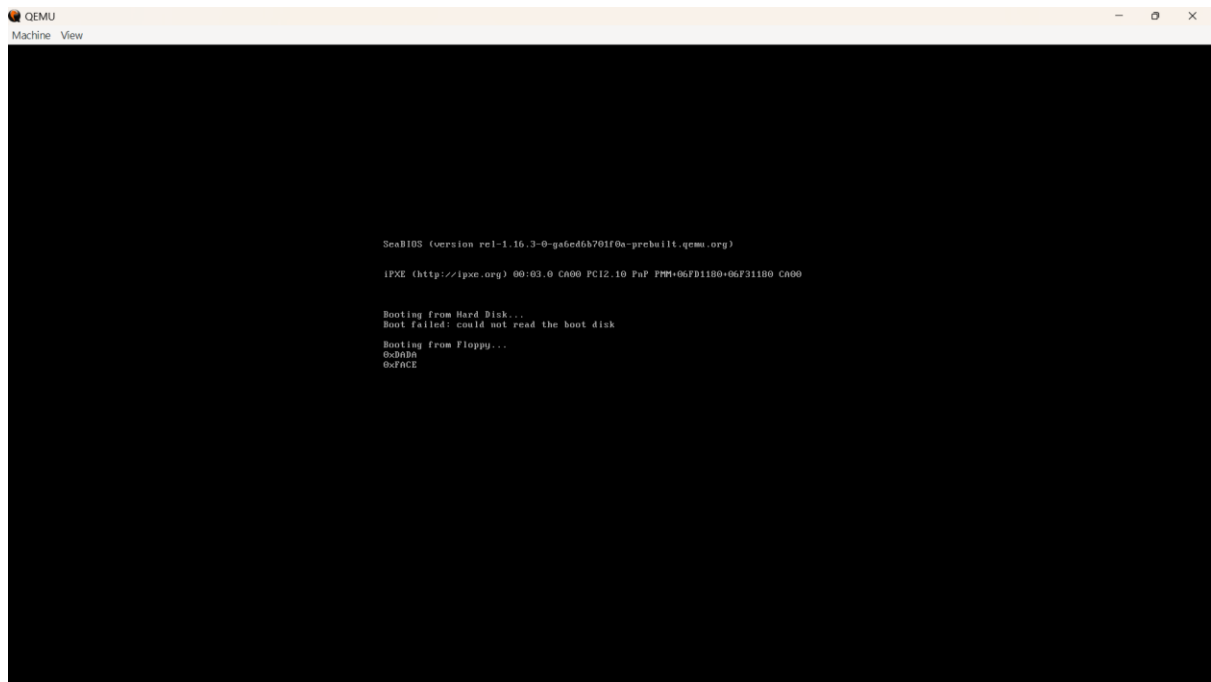 QEMU
Machine View
SeaBIOS (version rel-1.16.3-0-ga6ed6b701f0a-prebuilt.qemu.org)
iPXE (http://ipxe.org) 00:03.0 CA00 PCI2.10 PnP PMM+06FD1180+06F31180 CA00
Booting from Hard Disk...
Boot failed: could not read the boot disk
Booting from Floppy...
0xDADA
0xFACE